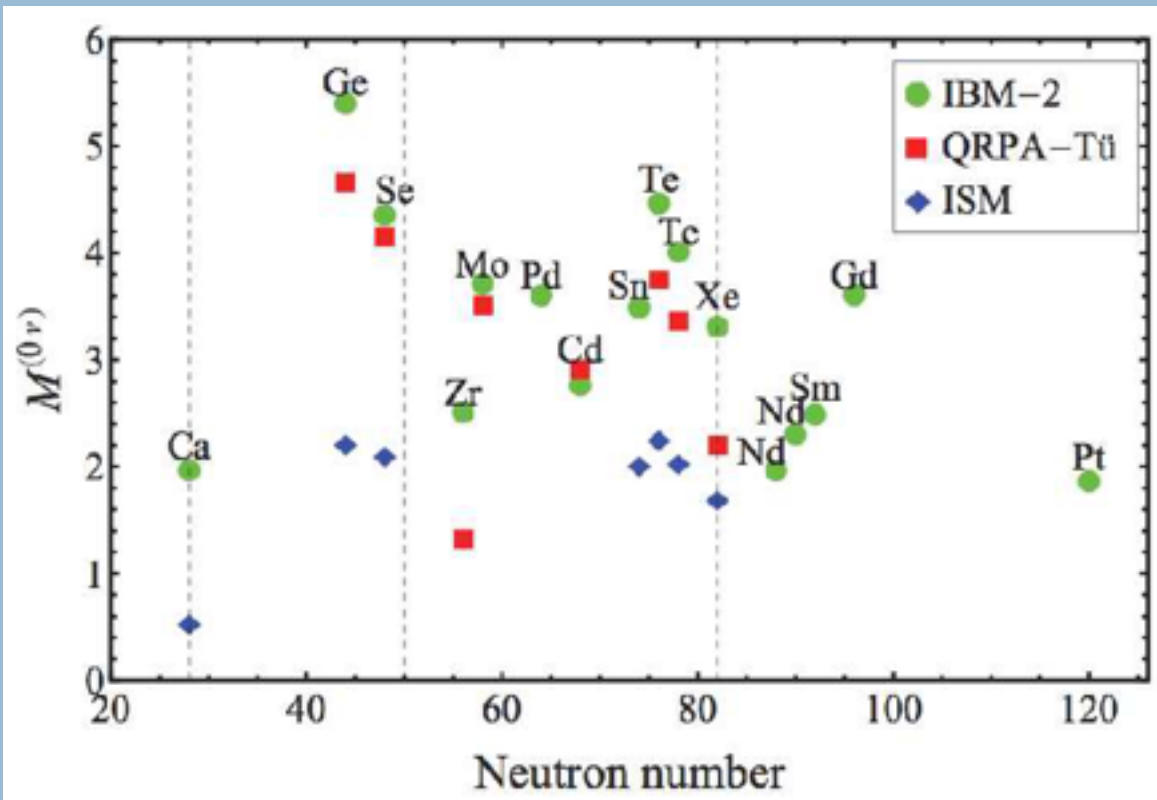 6
5
4
3
2
1
0
M(0ν)
Ge
Se
Te
Tc
Mo
Pd
Sn
Xe
Gd
Cd
Zr
Sm
Nd
Nd
Ca
Pt
IBM−2
QRPA−Tü
ISM
20 40 60 80 100 120
Neutron number